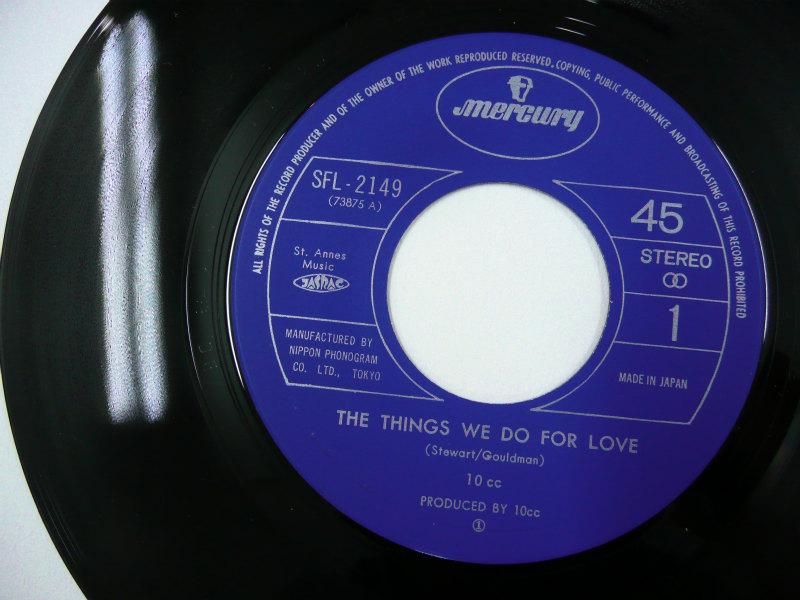 ALL RIGHTS OF THE RECORD PRODUCER AND OF THE OWNER OF THE WORK REPRODUCED RESERVED. COPYING, PUBLIC PERFORMANCE AND BROADCASTING OF THIS RECORD PROHIBITED
mercury
SFL-2149
(73875 A)
St. Annes
Music
JASRAC
MANUFACTURED BY
NIPPON PHONOGRAM
CO. LTD., TOKYO
45
STEREO
1
MADE IN JAPAN
THE THINGS WE DO FOR LOVE
(Stewart/Gouldman)
10 cc
PRODUCED BY 10cc
①